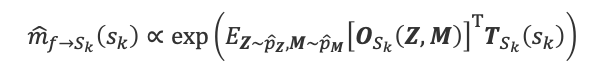 m̂_{f→S_k}(s_k) ∝ exp(E_{Z~p̂_Z,M~p̂_M}[O_{S_k}(Z, M)]^T T_{S_k}(s_k))